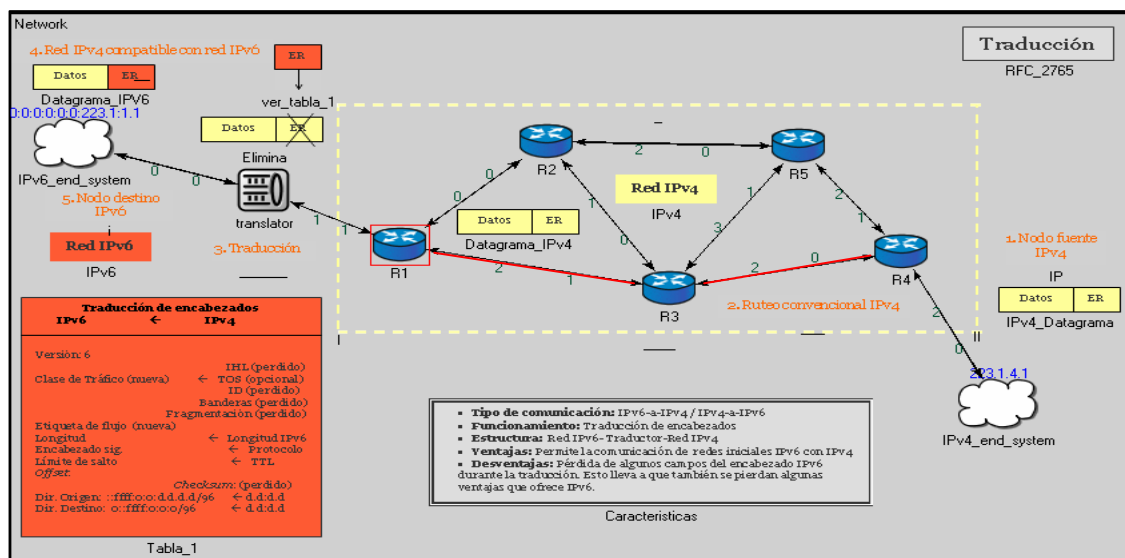 Network
4. Red IPv4 compatible con red IPv6
ER
Traducción
RFC_2765
Datos ER
Datagrama_IPV6
ver_tabla_1
0:0:0:0:0:0:223.1:1.1
Datos ER
Elimina
IPv6_end_system
0
0
translator
5. Nodo destino
IPv6
Red IPv6
IPv6
3. Traducción
1
1
R1
0
0
R2
2
0
R5
Red IPv4
IPv4
Datos ER
Datagrama_IPv4
1
0
1
3
2
1
2
1
R3
2
0
R4
2. Ruteo convencional IPv4
1. Nodo fuente
IPv4
IP
Datos ER
IPv4_Datagrama
2
0
223.1.4.1
IPv4_end_system
Traducción de encabezados
IPv6 ← IPv4
Versión: 6
IHL (perdido)
Clase de Tráfico (nueva) ← TOS (opcional)
ID (perdido)
Banderas (perdido)
Fragmentación (perdido)
Etiqueta de flujo (nueva)
Longitud ← Longitud IPv6
Encabezado sig. ← Protocolo
Límite de salto ← TTL
Offset:
Checksum: (perdido)
Dir. Origen: ::ffff:0:0:d.d.d.d/96 ← d.d.d.d
Dir. Destino: 0::ffff:0:0:0/96 ← d.d.d.d
Tabla_1
▪ Tipo de comunicación: IPv6-a-IPv4 / IPv4-a-IPv6
▪ Funcionamiento: Traducción de encabezados
▪ Estructura: Red IPv6- Traductor-Red IPv4
▪ Ventajas: Permite la comunicación de redes iniciales IPv6 con IPv4
▪ Desventajas: Pérdida de algunos campos del encabezado IPv6
durante la traducción. Esto lleva a que también se pierdan algunas
ventajas que ofrece IPv6.
Caracteristicas